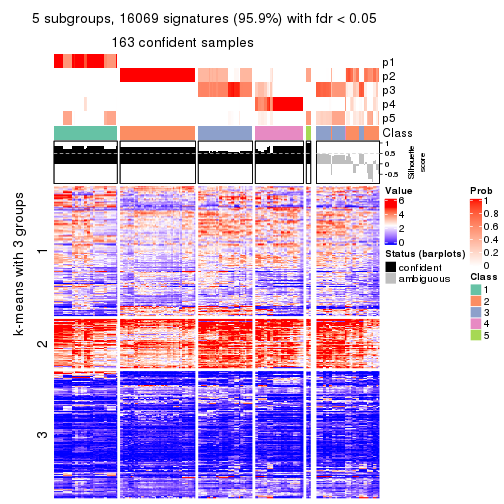 5 subgroups, 16069 signatures (95.9%) with fdr < 0.05
163 confident samples
p1
p2
p3
p4
p5
Class
1
0.5
0
-0.5
Silhouette
score
k-means with 3 groups
1
2
3
Value
6
4
2
0
Status (barplots)
confident
ambiguous
Prob
1
0.8
0.6
0.4
0.2
0
Class
1
2
3
4
5